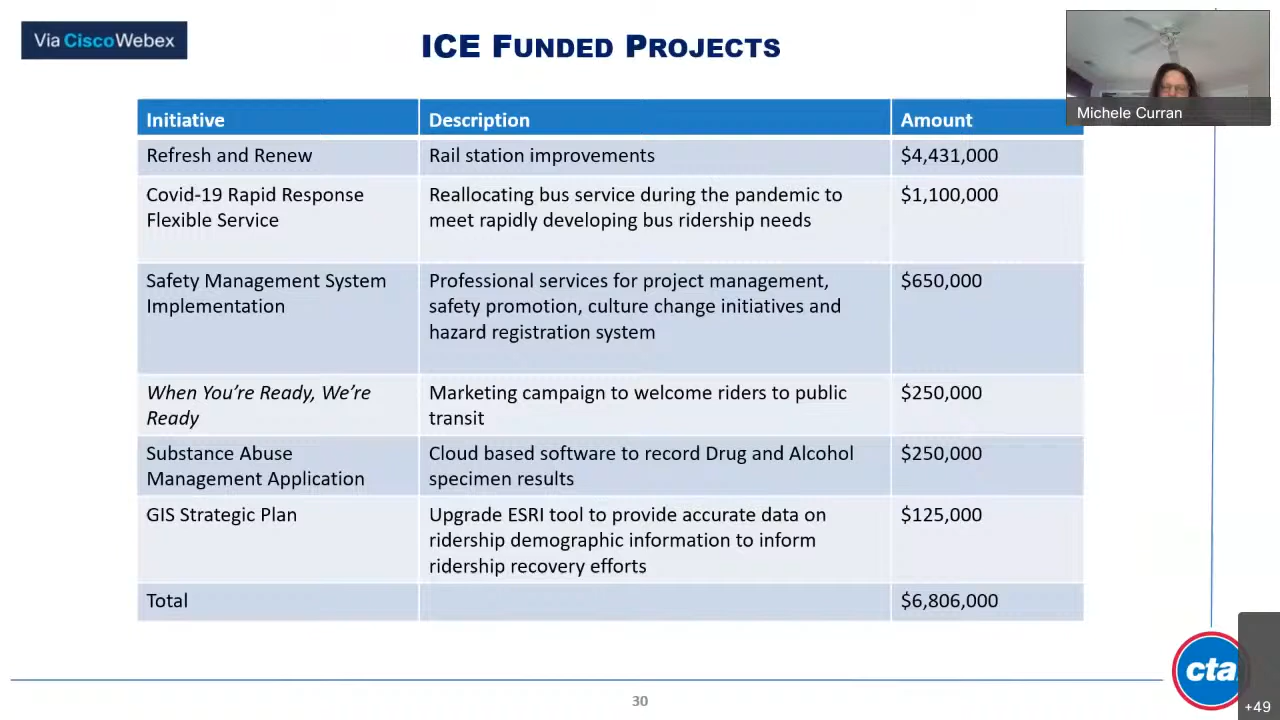 Via Cisco Webex
ICE FUNDED PROJECTS
Michele Curran
Initiative Description Amount
Refresh and Renew Rail station improvements $4,431,000
Covid-19 Rapid Response Reallocating bus service during the pandemic to $1,100,000
Flexible Service meet rapidly developing bus ridership needs
Safety Management System Professional services for project management, $650,000
Implementation safety promotion, culture change initiatives and
hazard registration system
When You’re Ready, We’re Marketing campaign to welcome riders to public $250,000
Ready transit
Substance Abuse Cloud based software to record Drug and Alcohol $250,000
Management Application specimen results
GIS Strategic Plan Upgrade ESRI tool to provide accurate data on $125,000
ridership demographic information to inform
ridership recovery efforts
Total $6,806,000
cta
30
+49